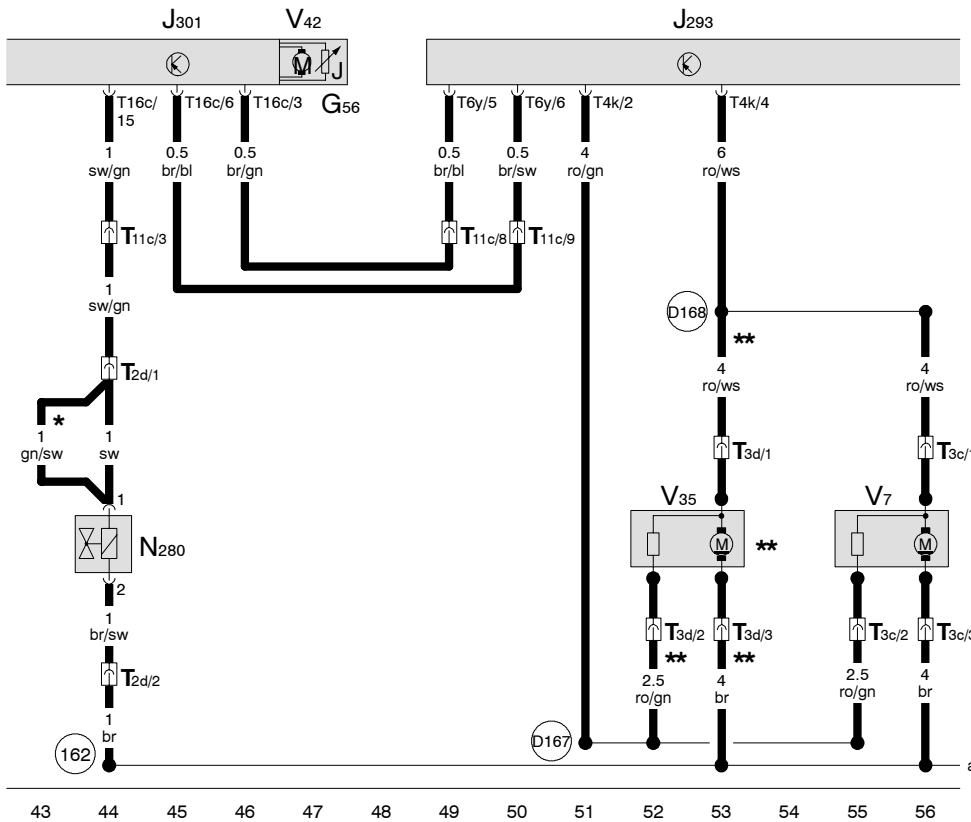 J301 V42 J293
M J
G56
T16c/15 T16c/6 T16c/3 T6y/5 T6y/6 T4k/2 T4k/4
1 0.5 0.5 0.5 0.5 4 6
sw/gn br/bl br/gn br/bl br/sw ro/gn ro/ws
T11c/3 T11c/8 T11c/9
1
sw/gn
D168
**
T2d/1
4 4
ro/ws ro/ws
*
1 1
gn/sw sw
T3d/1 T3c/1
1 V35 V7
N280 M ** M
2
1
br/sw
T3d/2 T3d/3 T3c/2 T3c/3
** **
T2d/2
2.5 4 2.5 4
ro/gn br ro/gn br
1
br
162 D167
a
43 44 45 46 47 48 49 50 51 52 53 54 55 56